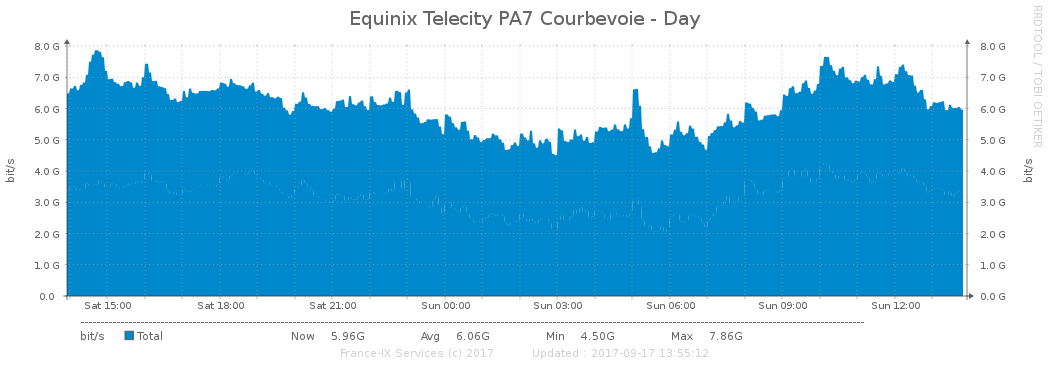 Equinix Telecity PA7 Courbevoie - Day
RRDTOOL / TOBI OETIKER
8.0 G 8.0 G
7.0 G 7.0 G
6.0 G 6.0 G
5.0 G 5.0 G
4.0 G 4.0 G
3.0 G 3.0 G
2.0 G 2.0 G
1.0 G 1.0 G
0.0 0.0 G
bit/s bit/s
Sat 15:00 Sat 18:00 Sat 21:00 Sun 00:00 Sun 03:00 Sun 06:00 Sun 09:00 Sun 12:00
bit/s Total Now 5.96G Avg 6.06G Min 4.50G Max 7.86G
France-IX Services (c) 2017 Updated : 2017-09-17 13:55:12